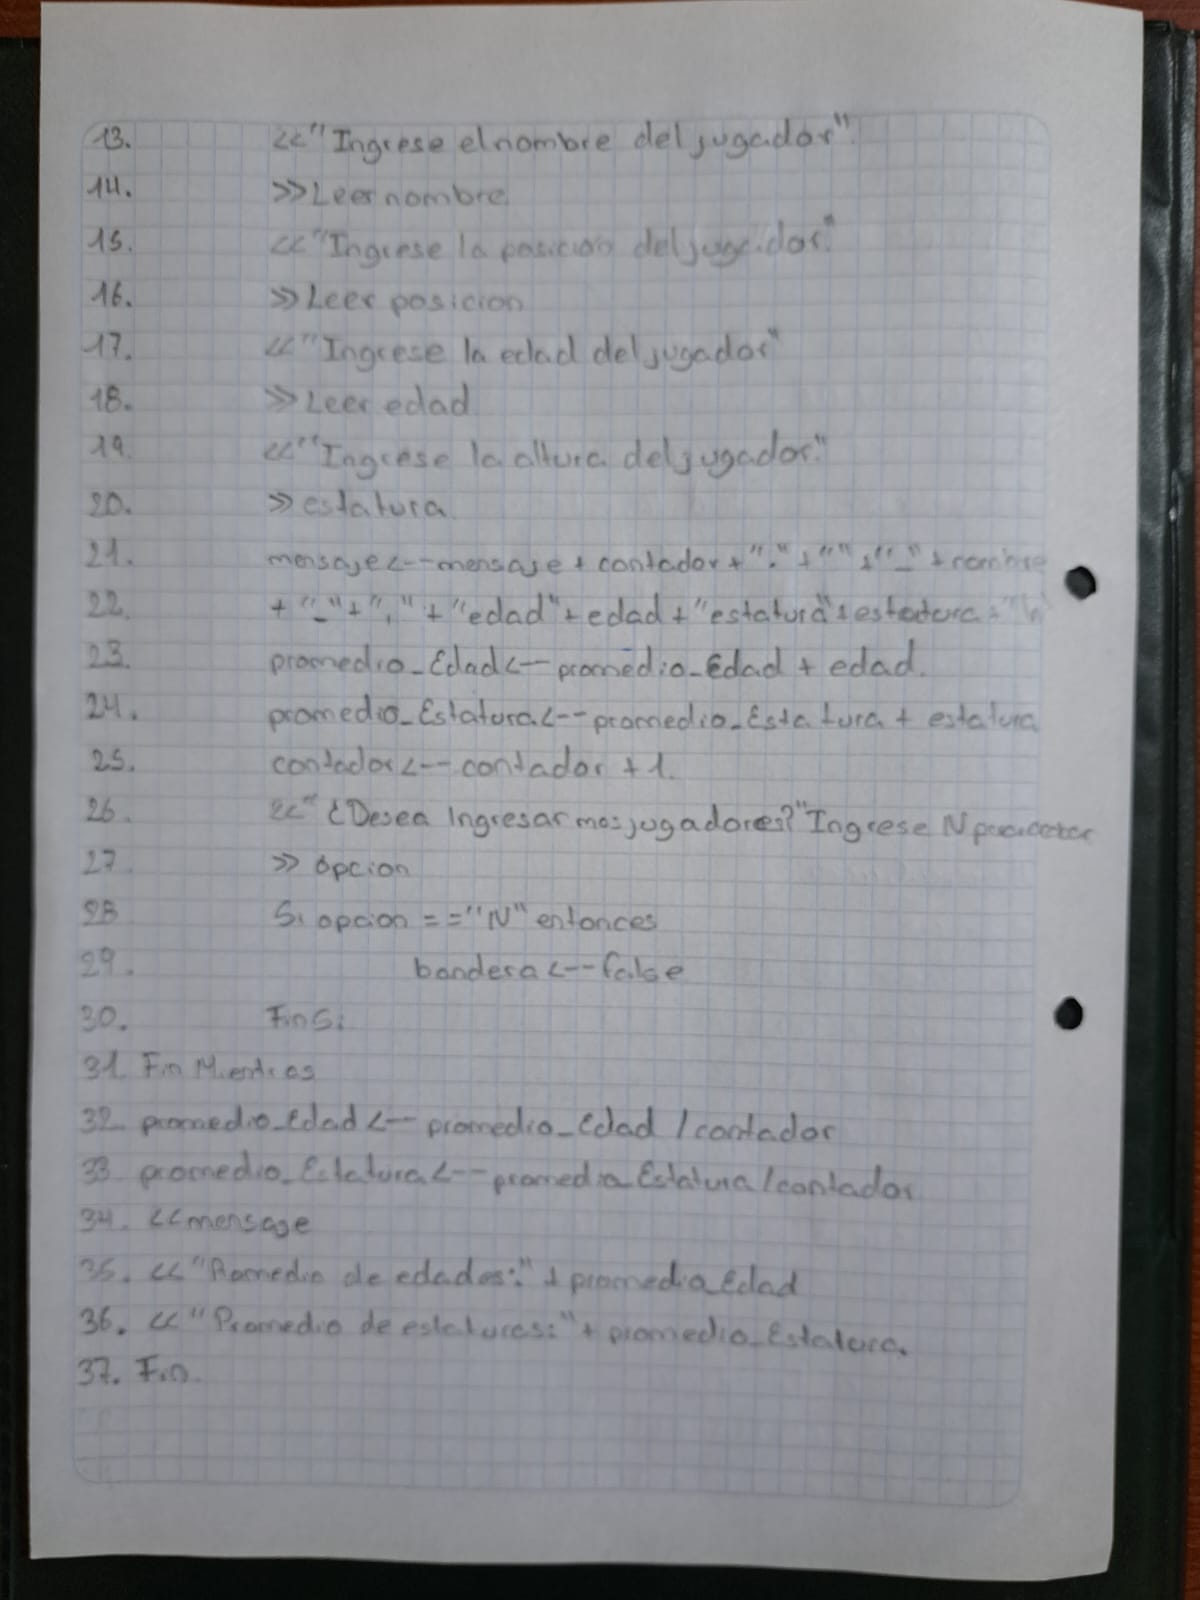 13. <<"Ingrese el nombre del jugador".
14. >>Leer nombre
15. <<"Ingrese la posicion del jugador."
16. >>Leer posicion
17. <<"Ingrese la edad del jugador"
18. >>Leer edad
19. <<"Ingrese la altura del jugador."
20. >>estatura
21. mensaje<--mensaje + contador + "." + "" + "_" + nombre
22. + "_" + "," + "edad" + edad + "estatura" + estatura +
23. promedio_Edad<--promedio_Edad + edad.
24. promedio_Estatura<--promedio_Estatura + estatura
25. contador<--contador + 1.
26. <<"¿Desea Ingresar mas jugadores?" Ingrese N para
27. >> opcion
28 Si opcion =="N" entonces
29. bandera<--false
30. FinSi
31. Fin Mientras
32. promedio_Edad<--promedio_Edad /contador
33 promedio_Estatura<--promedio_Estatura/contador
34. <<mensaje
35. <<"Promedio de edades:" + promedio_Edad
36. <<"Promedio de estaturas:" + promedio_Estatura.
37. Fin.